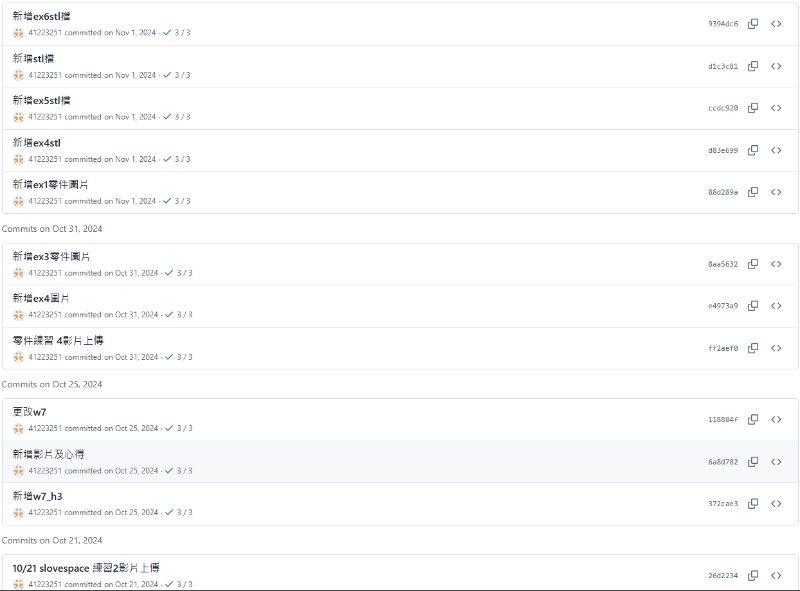 新增ex6stl檔
9394dc6
41223251 committed on Nov 1, 2024 · 3 / 3
新增stl檔
d1c3c81
41223251 committed on Nov 1, 2024 · 3 / 3
新增ex5stl檔
ccdc920
41223251 committed on Nov 1, 2024 · 3 / 3
新增ex4stl
d83e699
41223251 committed on Nov 1, 2024 · 3 / 3
新增ex1零件圖片
88d289a
41223251 committed on Nov 1, 2024 · 3 / 3
Commits on Oct 31, 2024
新增ex3零件圖片
8aa5632
41223251 committed on Oct 31, 2024 · 3 / 3
新增ex4圖片
e4973a9
41223251 committed on Oct 31, 2024 · 3 / 3
零件練習 4影片上傳
ff2aef0
41223251 committed on Oct 31, 2024 · 3 / 3
Commits on Oct 25, 2024
更改w7
118884f
41223251 committed on Oct 25, 2024 · 3 / 3
新增影片及心得
6a8d782
41223251 committed on Oct 25, 2024 · 3 / 3
新增w7_h3
372cae3
41223251 committed on Oct 25, 2024 · 3 / 3
Commits on Oct 21, 2024
10/21 slovespace 練習2影片上傳
26d2234
41223251 committed on Oct 21, 2024 · 3 / 3